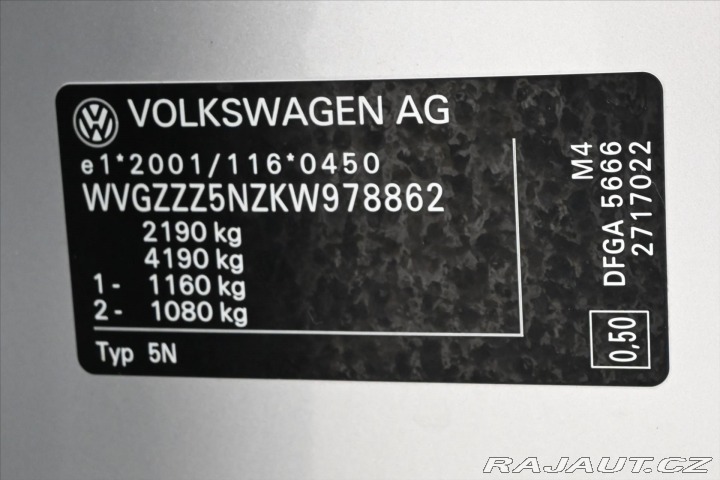 VOLKSWAGEN AG
e1*2001/116*0450
WVGZZZ5NZKW978862
2190 kg
4190 kg
1- 1160 kg
2- 1080 kg
Typ 5N
M4
DFGA 5666
2717022
0,50
RAJAUT.CZ